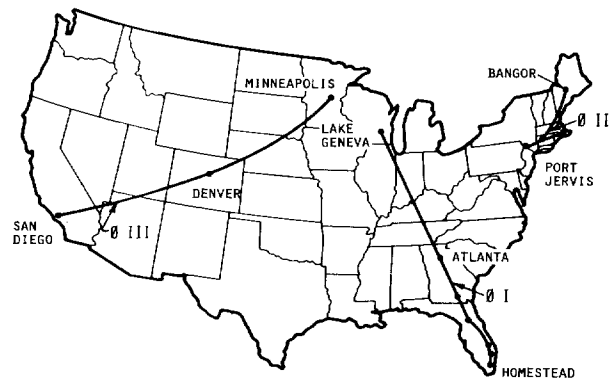 MINNEAPOLIS
BANGOR
Ø II
LAKE
GENEVA
PORT
JERVIS
DENVER
SAN
DIEGO
Ø III
ATLANTA
Ø I
HOMESTEAD